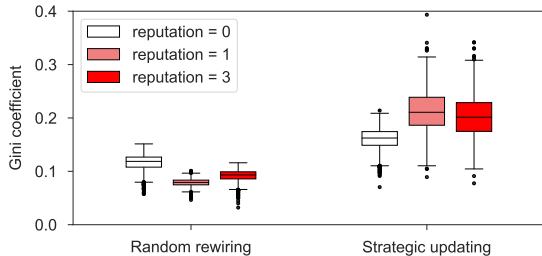 0.4
0.3
0.2
0.1
0.0
Gini coefficient
reputation = 0
reputation = 1
reputation = 3
Random rewiring
Strategic updating